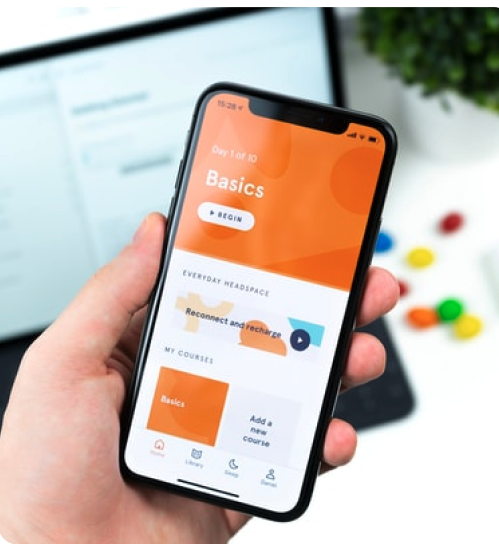 15:28
Day 1 of 10
Basics
BEGIN
EVERYDAY HEADSPACE
Reconnect and recharge
MY COURSES
Basics
Add a
new
course
Home
Library
Sleep